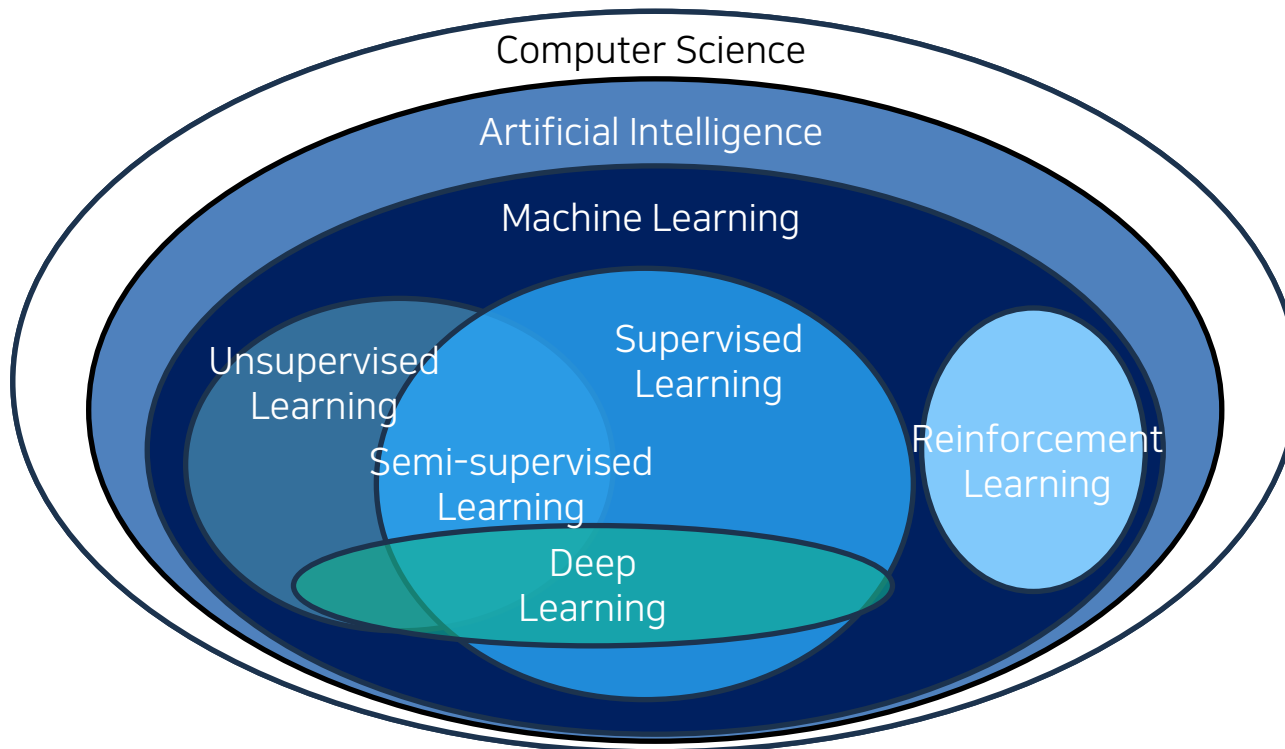 Computer Science
Artificial Intelligence
Machine Learning
Unsupervised
Learning
Supervised
Learning
Semi-supervised
Learning
Reinforcement
Learning
Deep
Learning